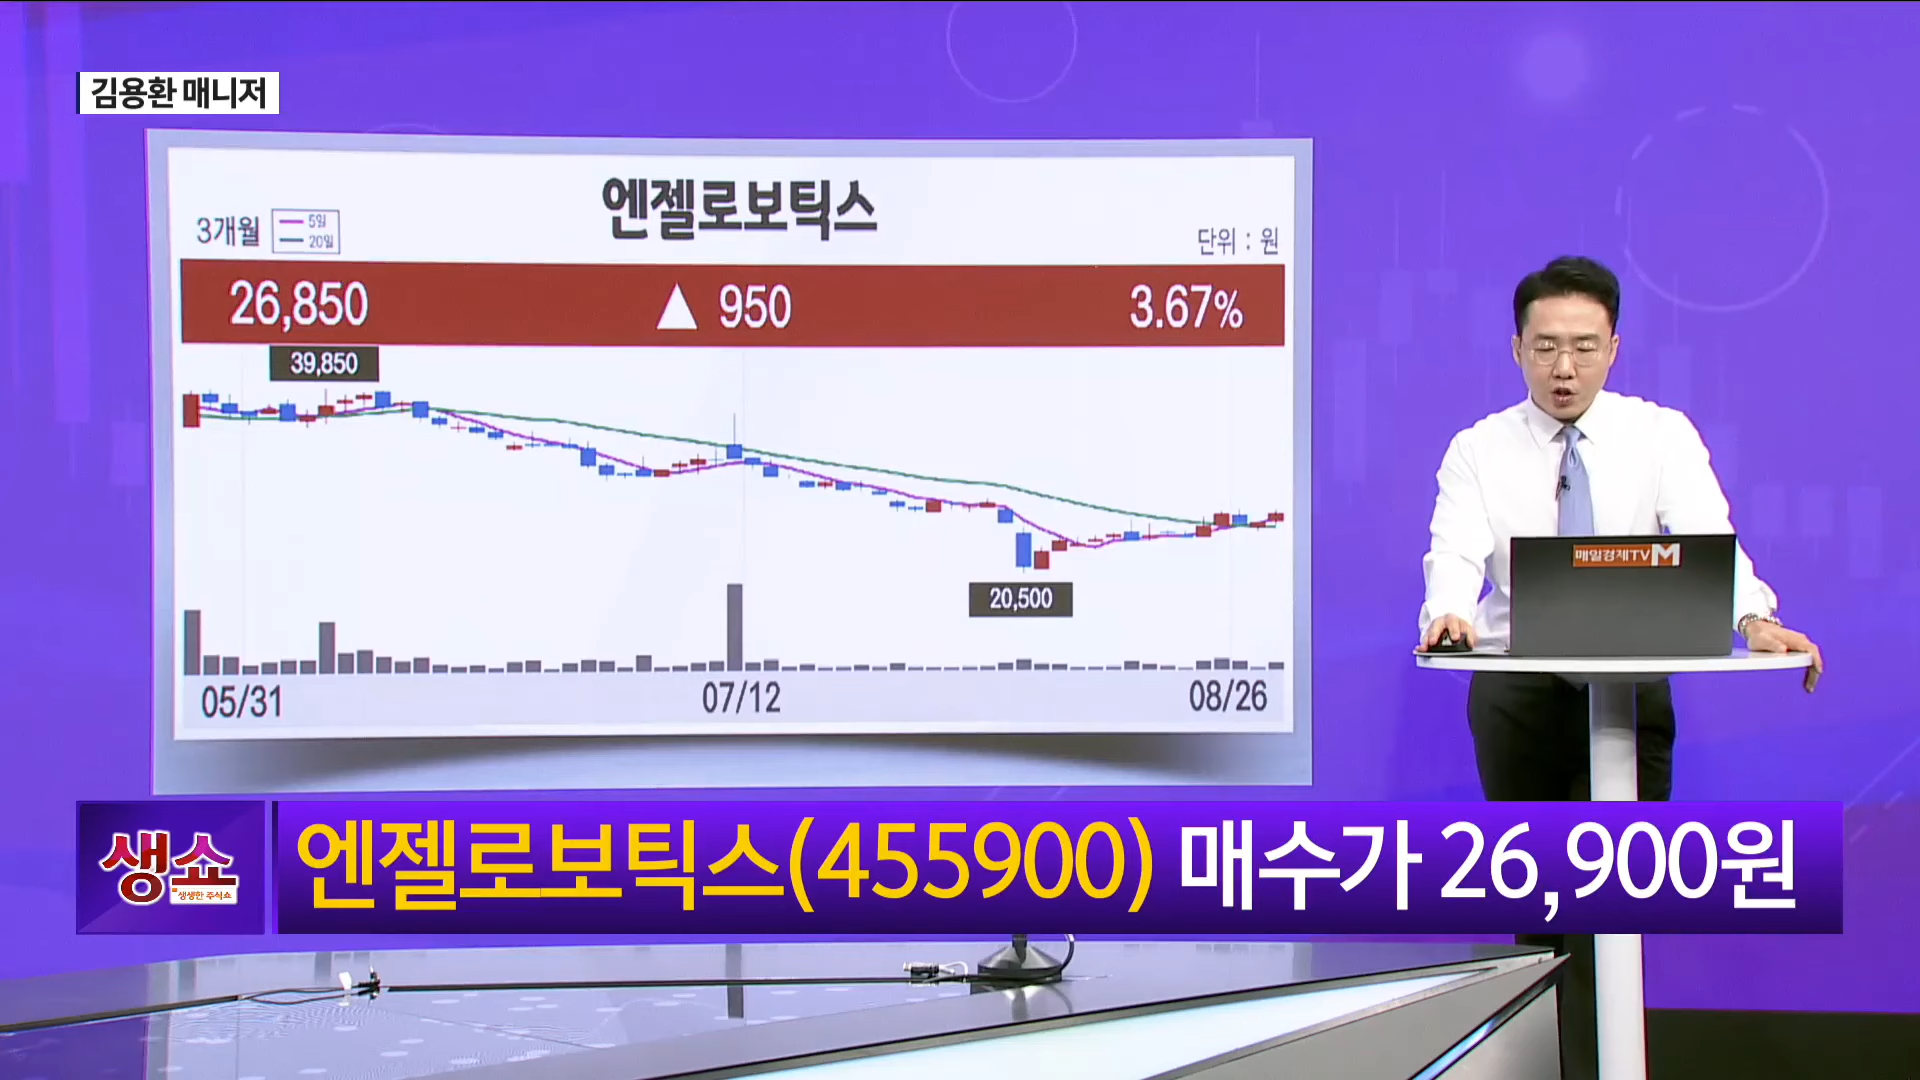 김용환 매니저
엔젤로보틱스
3개월
5일
20일
단위 : 원
26,850 ▲ 950 3.67%
39,850
20,500
05/31 07/12 08/26
매일경제TV M
생쇼
생생한 주식쇼
엔젤로보틱스(455900) 매수가 26,900원